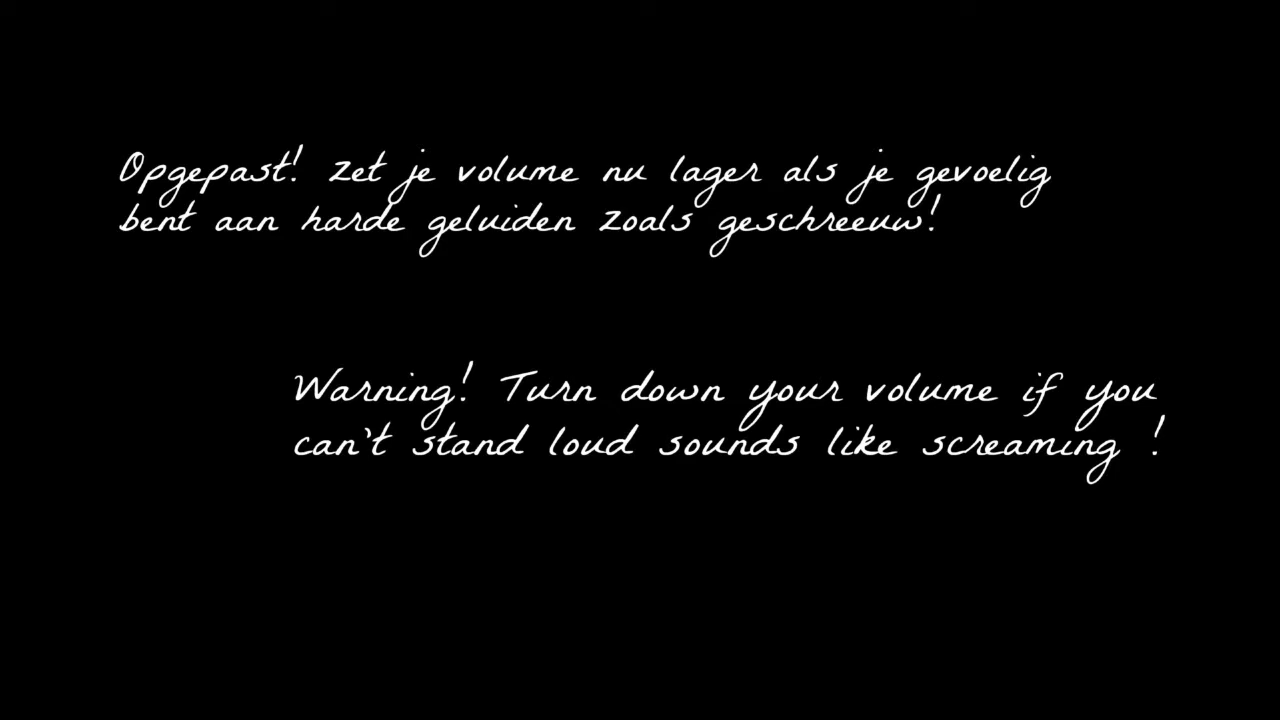 Opgepast! Zet je volume nu lager als je gevoelig
bent aan harde geluiden zoals geschreeuw!
Warning! Turn down your volume if you
can't stand loud sounds like screaming !